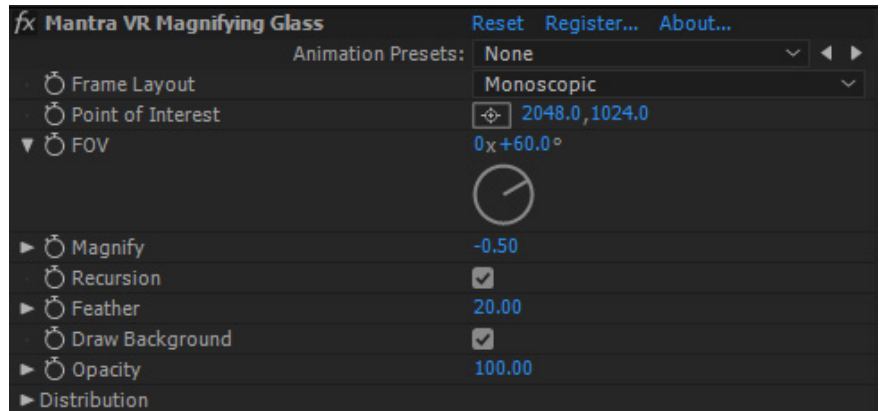 fx Mantra VR Magnifying Glass Reset Register... About...
Animation Presets: None
Frame Layout Monoscopic
Point of Interest 2048.0,1024.0
FOV 0x+60.0°
Magnify -0.50
Recursion
Feather 20.00
Draw Background
Opacity 100.00
Distribution